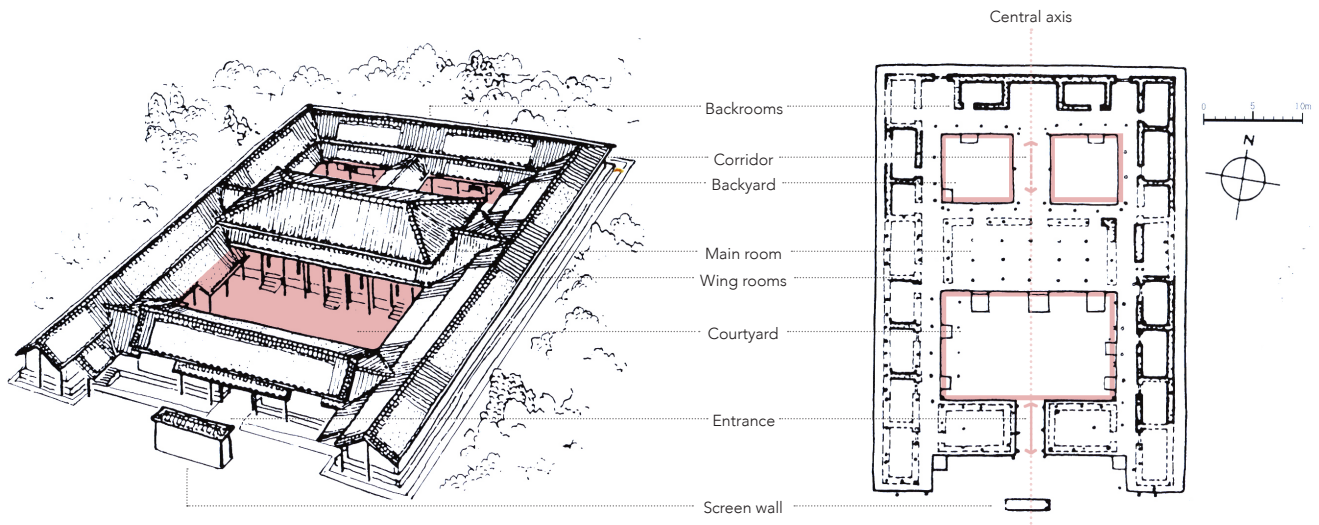 Central axis
Backrooms
0 5 10m
Corridor
N
Backyard
Main room
Wing rooms
Courtyard
Entrance
Screen wall